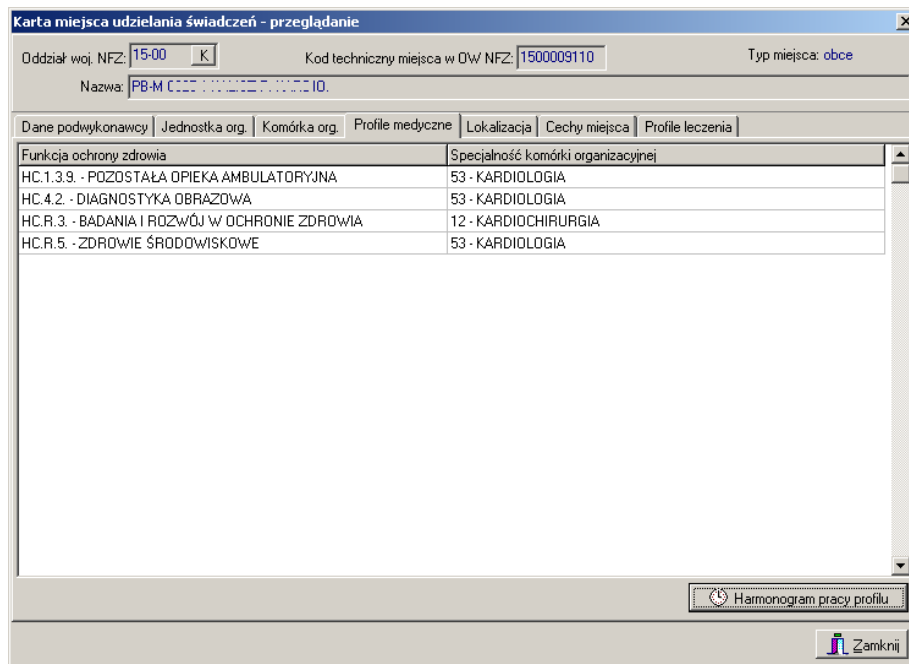 Karta miejsca udzielania świadczeń - przeglądanie
Oddział woj. NFZ: 15-00 K Kod techniczny miejsca w OW NFZ: 1500009110 Typ miejsca: obce
Nazwa: PB-M
Dane podwykonawcy Jednostka org. Komórka org. Profile medyczne Lokalizacja Cechy miejsca Profile leczenia
Funkcja ochrony zdrowia Specjalność komórki organizacyjnej
HC.1.3.9. - POZOSTAŁA OPIEKA AMBULATORYJNA 53 - KARDIOLOGIA
HC.4.2. - DIAGNOSTYKA OBRAZOWA 53 - KARDIOLOGIA
HC.R.3. - BADANIA I ROZWÓJ W OCHRONIE ZDROWIA 12 - KARDIOCHIRURGIA
HC.R.5. - ZDROWIE ŚRODOWISKOWE 53 - KARDIOLOGIA
Harmonogram pracy profilu
Zamknij